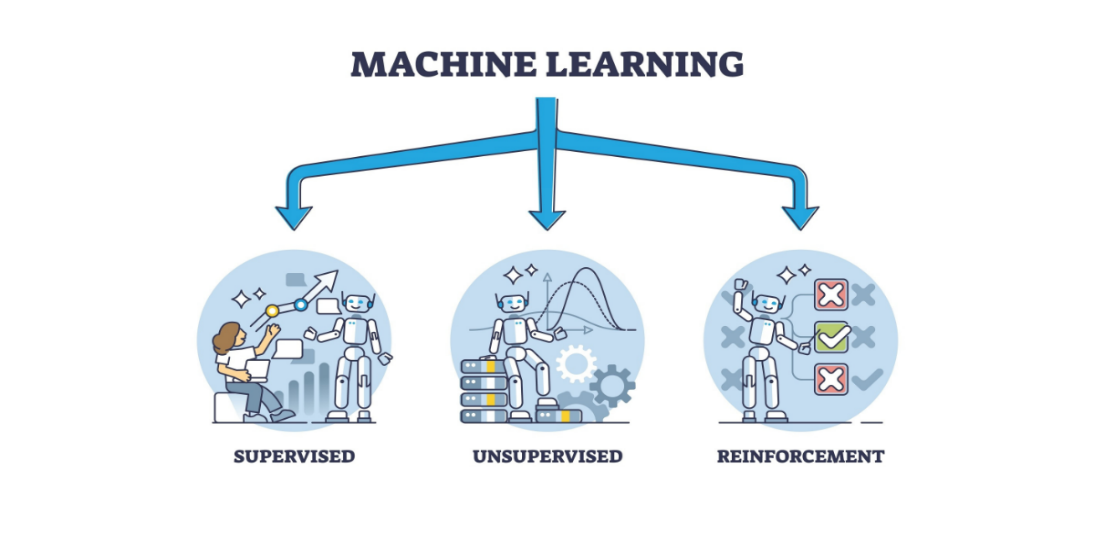 MACHINE LEARNING
SUPERVISED
UNSUPERVISED
REINFORCEMENT